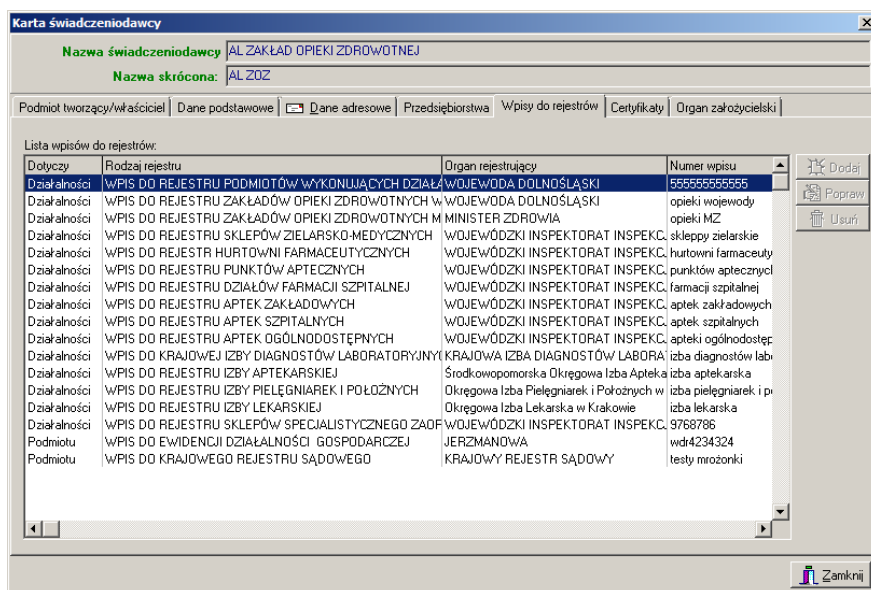 Karta świadczeniodawcy
Nazwa świadczeniodawcy AL ZAKŁAD OPIEKI ZDROWOTNEJ
Nazwa skrócona: AL ZOZ
Podmiot tworzący/właściciel Dane podstawowe Dane adresowe Przedsiębiorstwa Wpisy do rejestrów Certyfikaty Organ założycielski
Lista wpisów do rejestrów:
Dotyczy Rodzaj rejestru Organ rejestrujący Numer wpisu Dodaj
Działalności WPIS DO REJESTRU PODMIOTÓW WYKONUJĄCYCH DZIAŁA WOJEWODA DOLNOŚLĄSKI 555555555555
Działalności WPIS DO REJESTRU ZAKŁADÓW OPIEKI ZDROWOTNYCH W WOJEWODA DOLNOŚLĄSKI opieki wojewody Popraw
Działalności WPIS DO REJESTRU ZAKŁADÓW OPIEKI ZDROWOTNYCH M MINISTER ZDROWIA opieki MZ Usuń
Działalności WPIS DO REJESTRU SKLEPÓW ZIELARSKO-MEDYCZNYCH WOJEWÓDZKI INSPEKTORAT INSPEKC skleppy zielarskie
Działalności WPIS DO REJESTR HURTOWNI FARMACEUTYCZNYCH WOJEWÓDZKI INSPEKTORAT INSPEKC hurtowni farmaceuty
Działalności WPIS DO REJESTRU PUNKTÓW APTECZNYCH WOJEWÓDZKI INSPEKTORAT INSPEKC punktów aptecznycl
Działalności WPIS DO REJESTRU DZIAŁÓW FARMACJI SZPITALNEJ WOJEWÓDZKI INSPEKTORAT INSPEKC farmacji szpitalnej
Działalności WPIS DO REJESTRU APTEK ZAKŁADOWYCH WOJEWÓDZKI INSPEKTORAT INSPEKC aptek zakładowych
Działalności WPIS DO REJESTRU APTEK SZPITALNYCH WOJEWÓDZKI INSPEKTORAT INSPEKC aptek szpitalnych
Działalności WPIS DO REJESTRU APTEK OGÓLNODOSTĘPNYCH WOJEWÓDZKI INSPEKTORAT INSPEKC apteki ogólnodostęp
Działalności WPIS DO KRAJOWEJ IZBY DIAGNOSTÓW LABORATORYJNY KRAJOWA IZBA DIAGNOSTÓW LABORA izba diagnostów lab
Działalności WPIS DO REJESTRU IZBY APTEKARSKIEJ Środkowopomorska Okręgowa Izba Apteka izba aptekarska
Działalności WPIS DO REJESTRU IZBY PIELĘGNIAREK I POŁOŻNYCH Okręgowa Izba Pielęgniarek i Położnych w izba pielęgniarek i p
Działalności WPIS DO REJESTRU IZBY LEKARSKIEJ Okręgowa Izba Lekarska w Krakowie izba lekarska
Działalności WPIS DO REJESTRU SKLEPÓW SPECJALISTYCZNEGO ZAOP WOJEWÓDZKI INSPEKTORAT INSPEKC 9768786
Podmiotu WPIS DO EWIDENCJI DZIAŁALNOŚCI GOSPODARCZEJ JERZMANOWA wdr4234324
Podmiotu WPIS DO KRAJOWEGO REJESTRU SĄDOWEGO KRAJOWY REJESTR SĄDOWY testy mrożonki
Zamknij